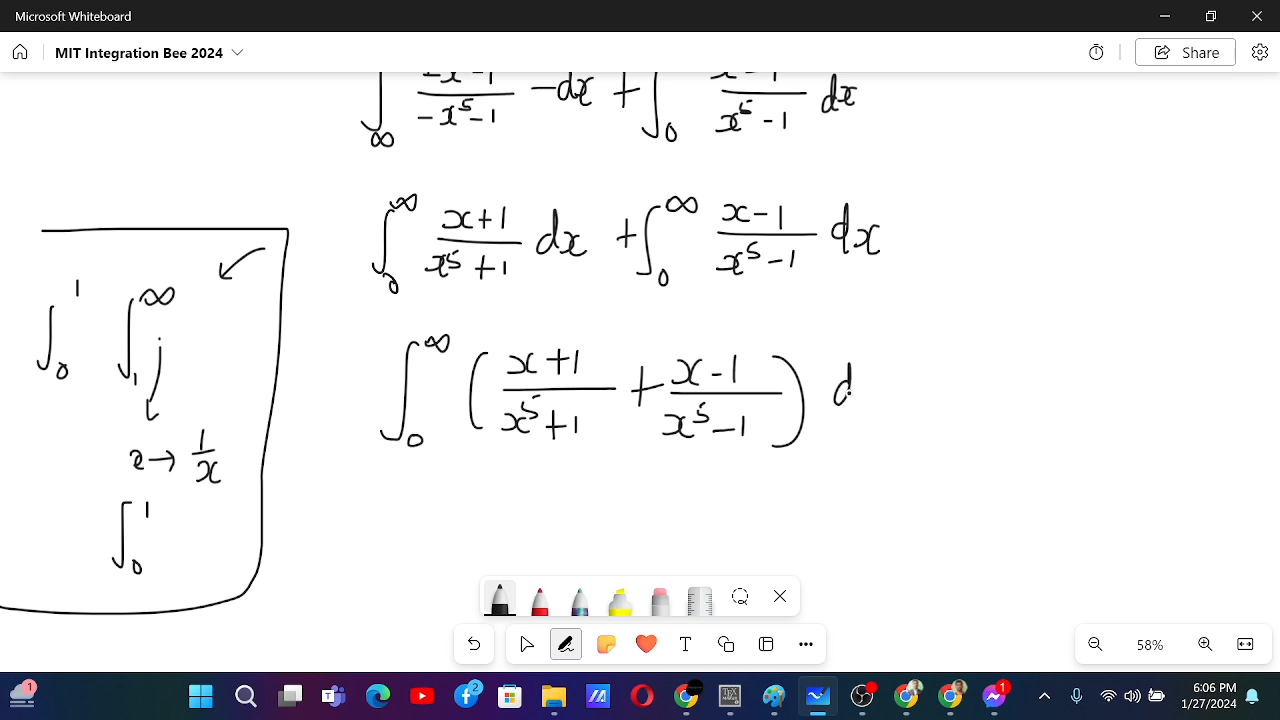 Microsoft Whiteboard
MIT Integration Bee 2024
Share
∫∞ / -x⁵-1 -dx + ∫0 / x⁵-1 dx
∫0^∞ x+1/x⁵+1 dx + ∫0^∞ x-1/x⁵-1 dx
∫0^∞ (x+1/x⁵+1 + x-1/x⁵-1) d
∫0^1 ∫1^∞
x→ 1/x
∫0^1
T
58%
1
2
1
6:05 PM
1/27/2024